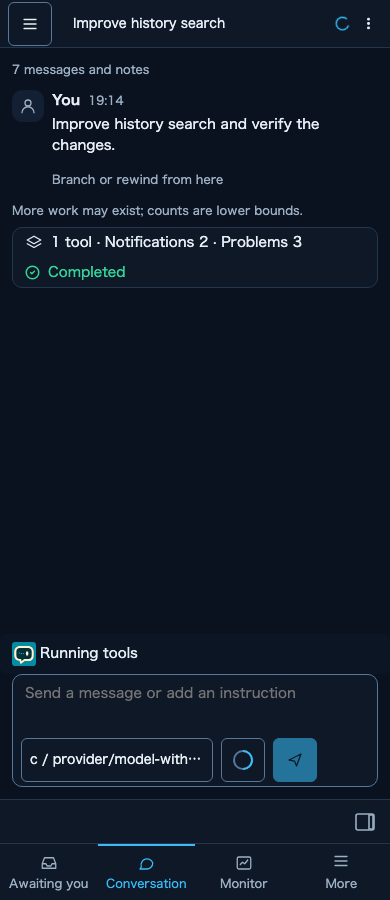 Improve history search
7 messages and notes
You 19:14
Improve history search and verify the
changes.
Branch or rewind from here
More work may exist; counts are lower bounds.
1 tool · Notifications 2 · Problems 3
Completed
Running tools
Send a message or add an instruction
c / provider/model-with…
Awaiting you
Conversation
Monitor
More